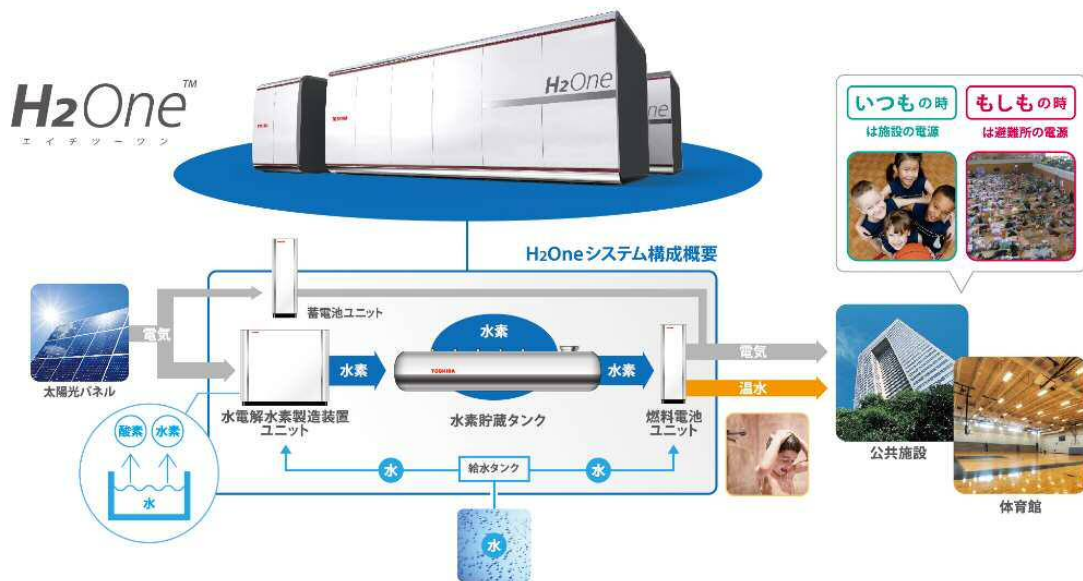 H2One™
エイチツーワン
TOSHIBA
H2One
H2One
いつもの時
は施設の電源
もしもの時
は避難所の電源
H2Oneシステム構成概要
太陽光パネル
電気
蓄電池ユニット
水電解水素製造装置
ユニット
水素
水素
TOSHIBA
水素貯蔵タンク
水素
燃料電池
ユニット
電気
温水
公共施設
体育館
酸素
水素
水
水
給水タンク
水
水